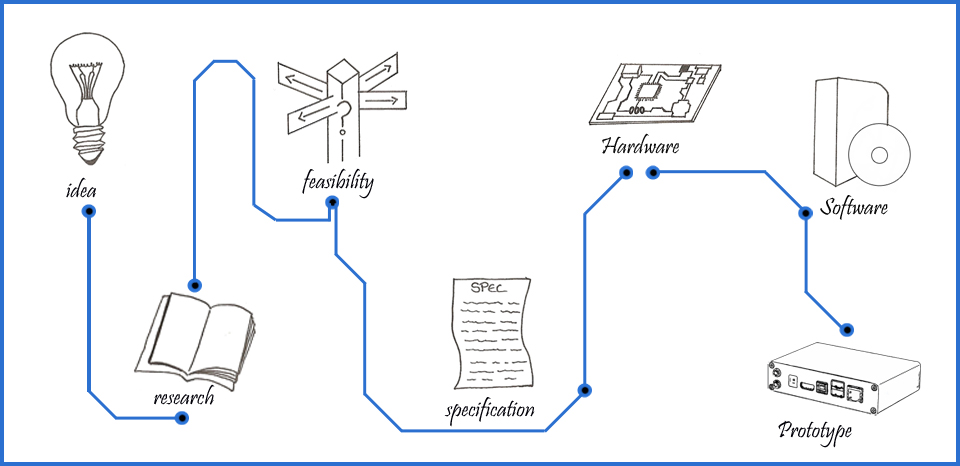 idea
research
feasibility
?
SPEC
specification
Hardware
Software
Prototype